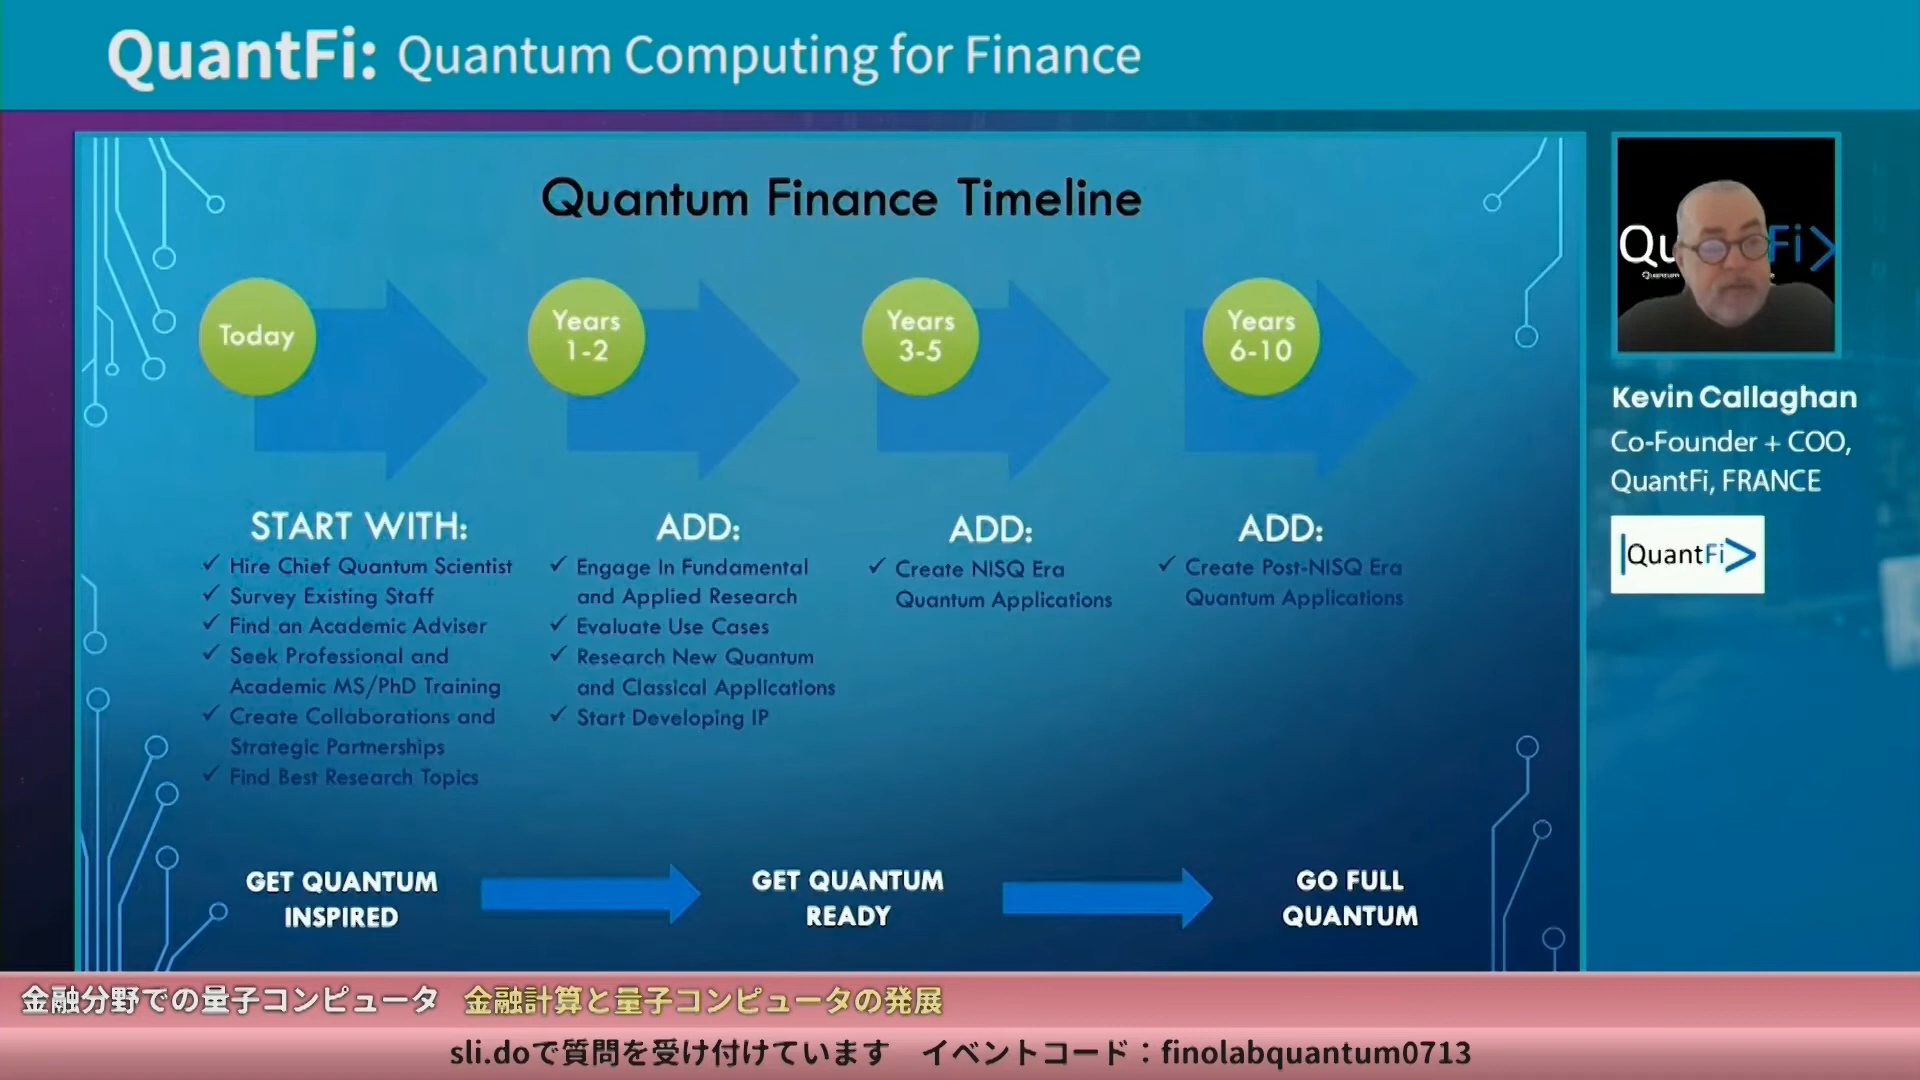 QuantFi: Quantum Computing for Finance
Quantum Finance Timeline
Today
Years
1-2
Years
3-5
Years
6-10
START WITH:
✓ Hire Chief Quantum Scientist
✓ Survey Existing Staff
✓ Find an Academic Adviser
✓ Seek Professional and
Academic MS/PhD Training
✓ Create Collaborations and
Strategic Partnerships
✓ Find Best Research Topics
ADD:
✓ Engage In Fundamental
and Applied Research
✓ Evaluate Use Cases
✓ Research New Quantum
and Classical Applications
✓ Start Developing IP
ADD:
✓ Create NISQ Era
Quantum Applications
ADD:
✓ Create Post-NISQ Era
Quantum Applications
GET QUANTUM
INSPIRED
GET QUANTUM
READY
GO FULL
QUANTUM
Qu Fi>
Kevin Callaghan
Co-Founder + COO,
QuantFi, FRANCE
|QuantFi>
金融分野での量子コンピュータ 金融計算と量子コンピュータの発展
sli.doで質問を受け付けています イベントコード：finolabquantum0713